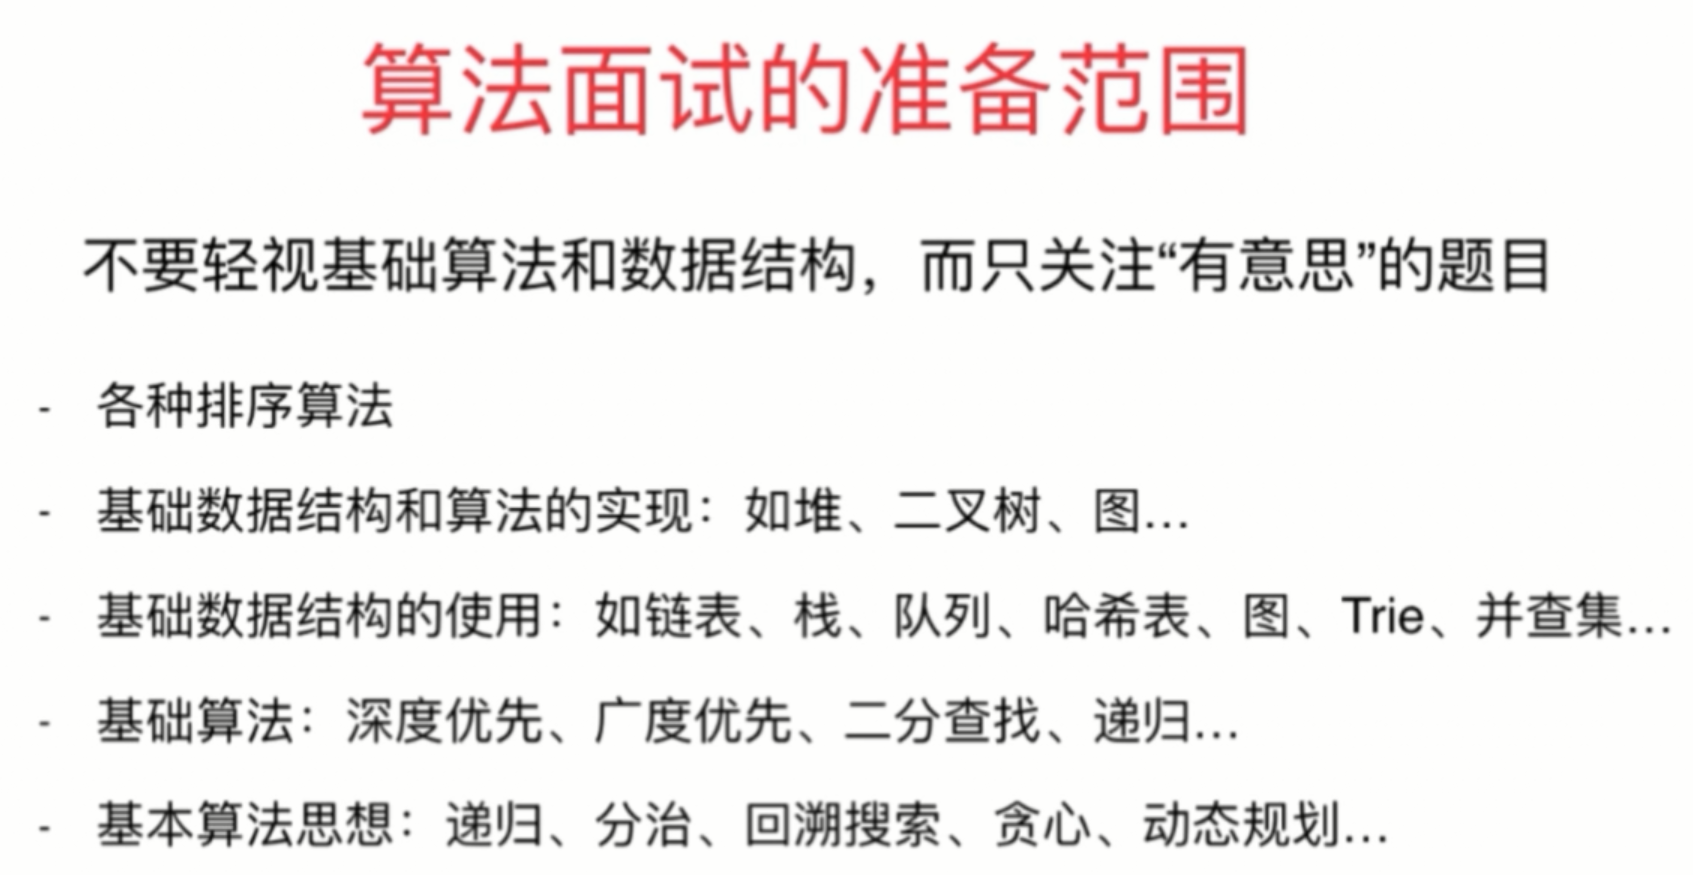 算法面试的准备范围
不要轻视基础算法和数据结构，而只关注“有意思”的题目
- 各种排序算法
- 基础数据结构和算法的实现：如堆、二叉树、图...
- 基础数据结构的使用：如链表、栈、队列、哈希表、图、Trie、并查集...
- 基础算法：深度优先、广度优先、二分查找、递归...
- 基本算法思想：递归、分治、回溯搜索、贪心、动态规划...